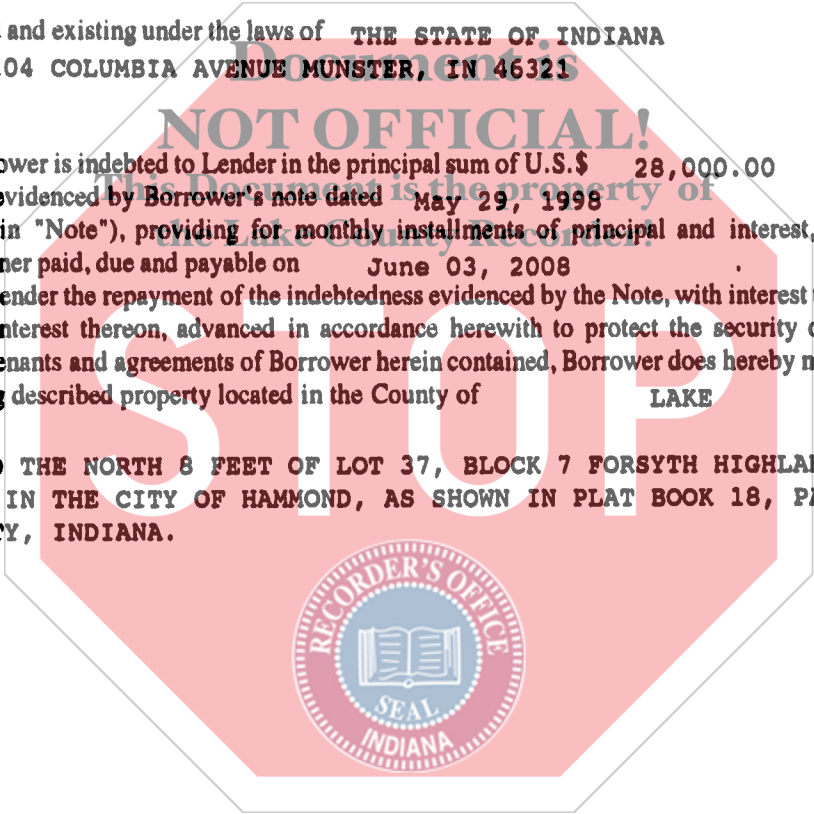 and existing under the laws of THE STATE OF INDIANA
04 COLUMBIA AVENUE MUNSTER, IN 46321
Document is
NOT OFFICIAL!
ower is indebted to Lender in the principal sum of U.S.$ 28,000.00
This Document is the property of
evidenced by Borrower's note dated May 29, 1998
in "Note"), providing for monthly installments of principal and interest,
the Lake County Recorder!
ner paid, due and payable on June 03, 2008 .
ender the repayment of the indebtedness evidenced by the Note, with interest
nterest thereon, advanced in accordance herewith to protect the security
enants and agreements of Borrower herein contained, Borrower does hereby
g described property located in the County of LAKE
STOP
THE NORTH 8 FEET OF LOT 37, BLOCK 7 FORSYTH HIGHLA
IN THE CITY OF HAMMOND, AS SHOWN IN PLAT BOOK 18, PA
TY, INDIANA.
RECORDER'S OFFICE
SEAL
INDIANA